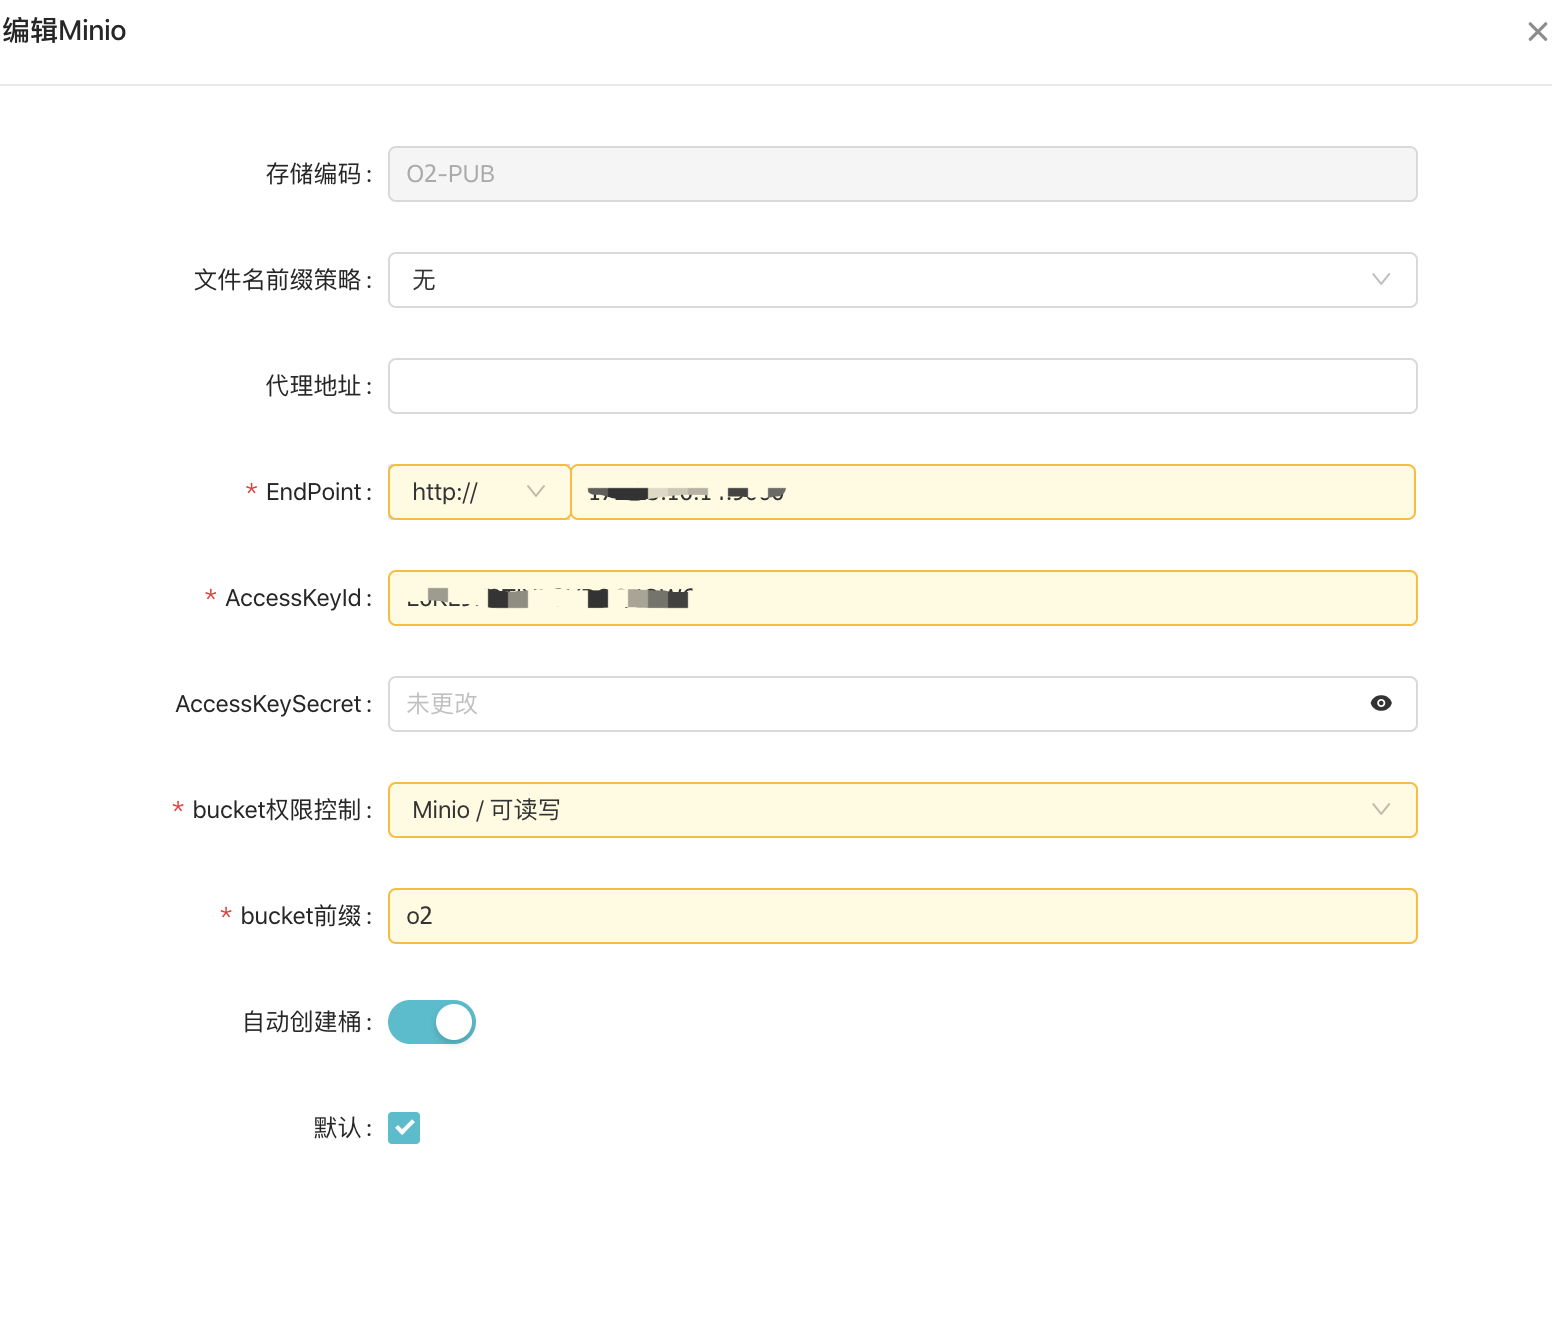 编辑Minio
存储编码: O2-PUB
文件名前缀策略: 无
代理地址:
* EndPoint: http://
* AccessKeyId:
AccessKeySecret: 未更改
* bucket权限控制: Minio / 可读写
* bucket前缀: o2
自动创建桶:
默认: